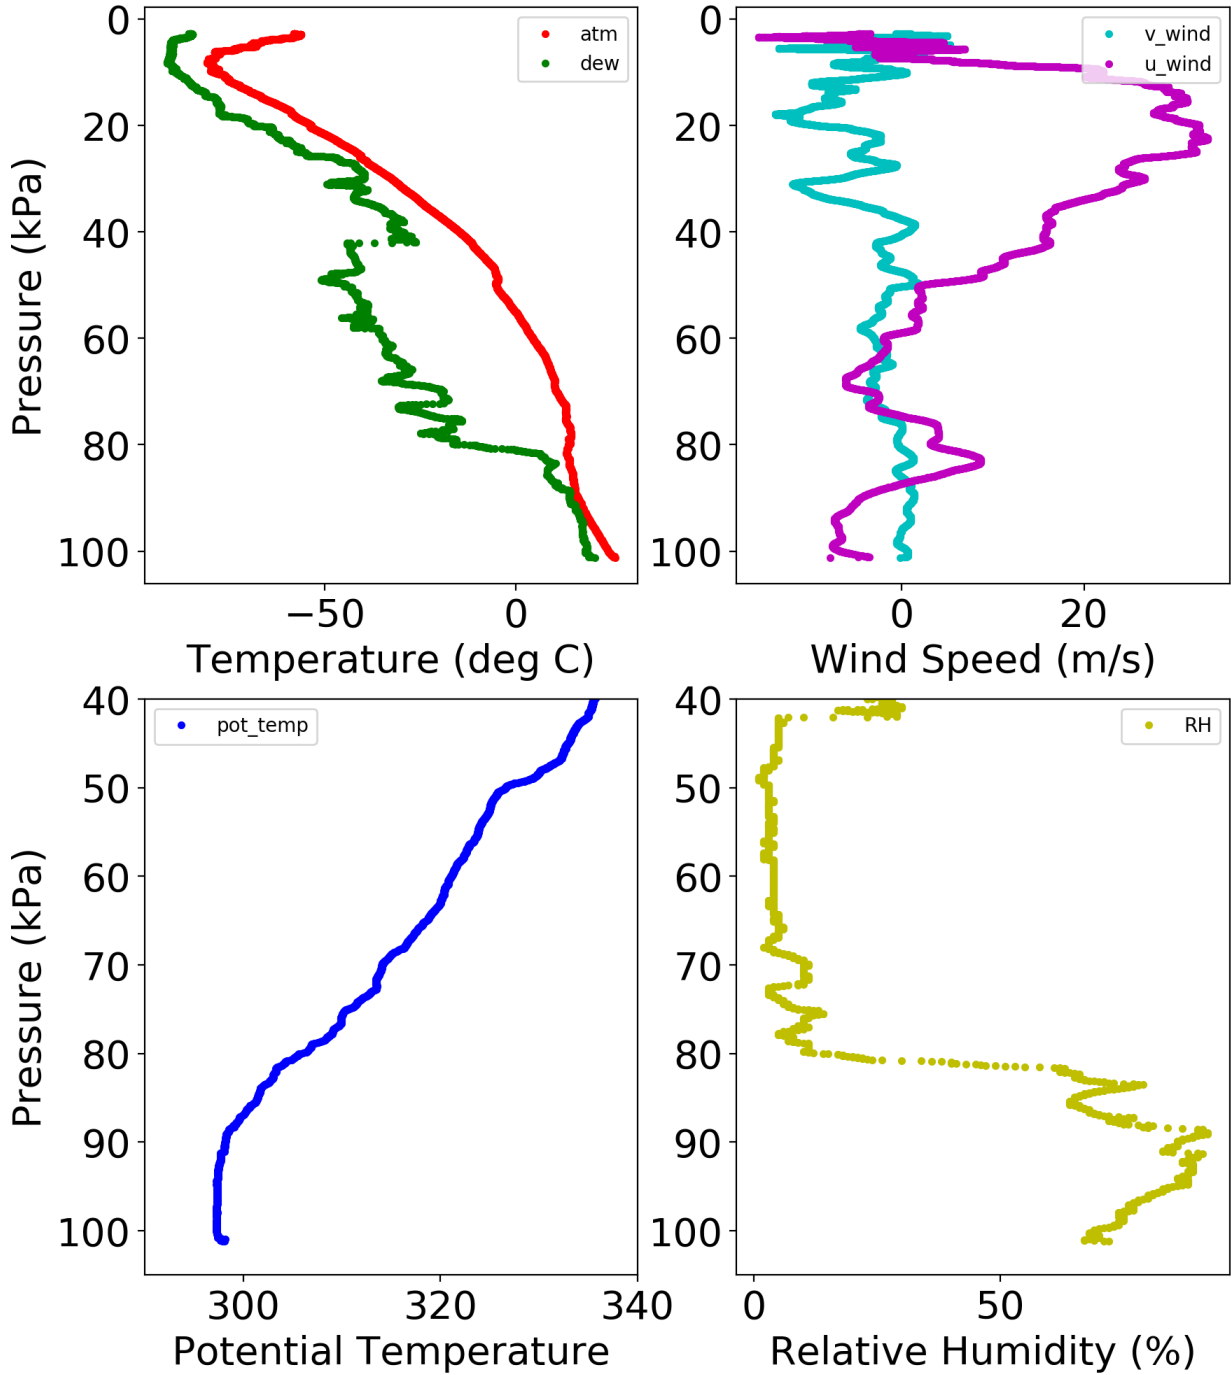 0
20
40
60
80
100
Pressure (kPa)
atm
dew
−50
0
Temperature (deg C)
0
20
40
60
80
100
v_wind
u_wind
0
20
Wind Speed (m/s)
40
50
60
70
80
90
100
Pressure (kPa)
pot_temp
300
320
340
Potential Temperature
40
50
60
70
80
90
100
RH
0
50
Relative Humidity (%)